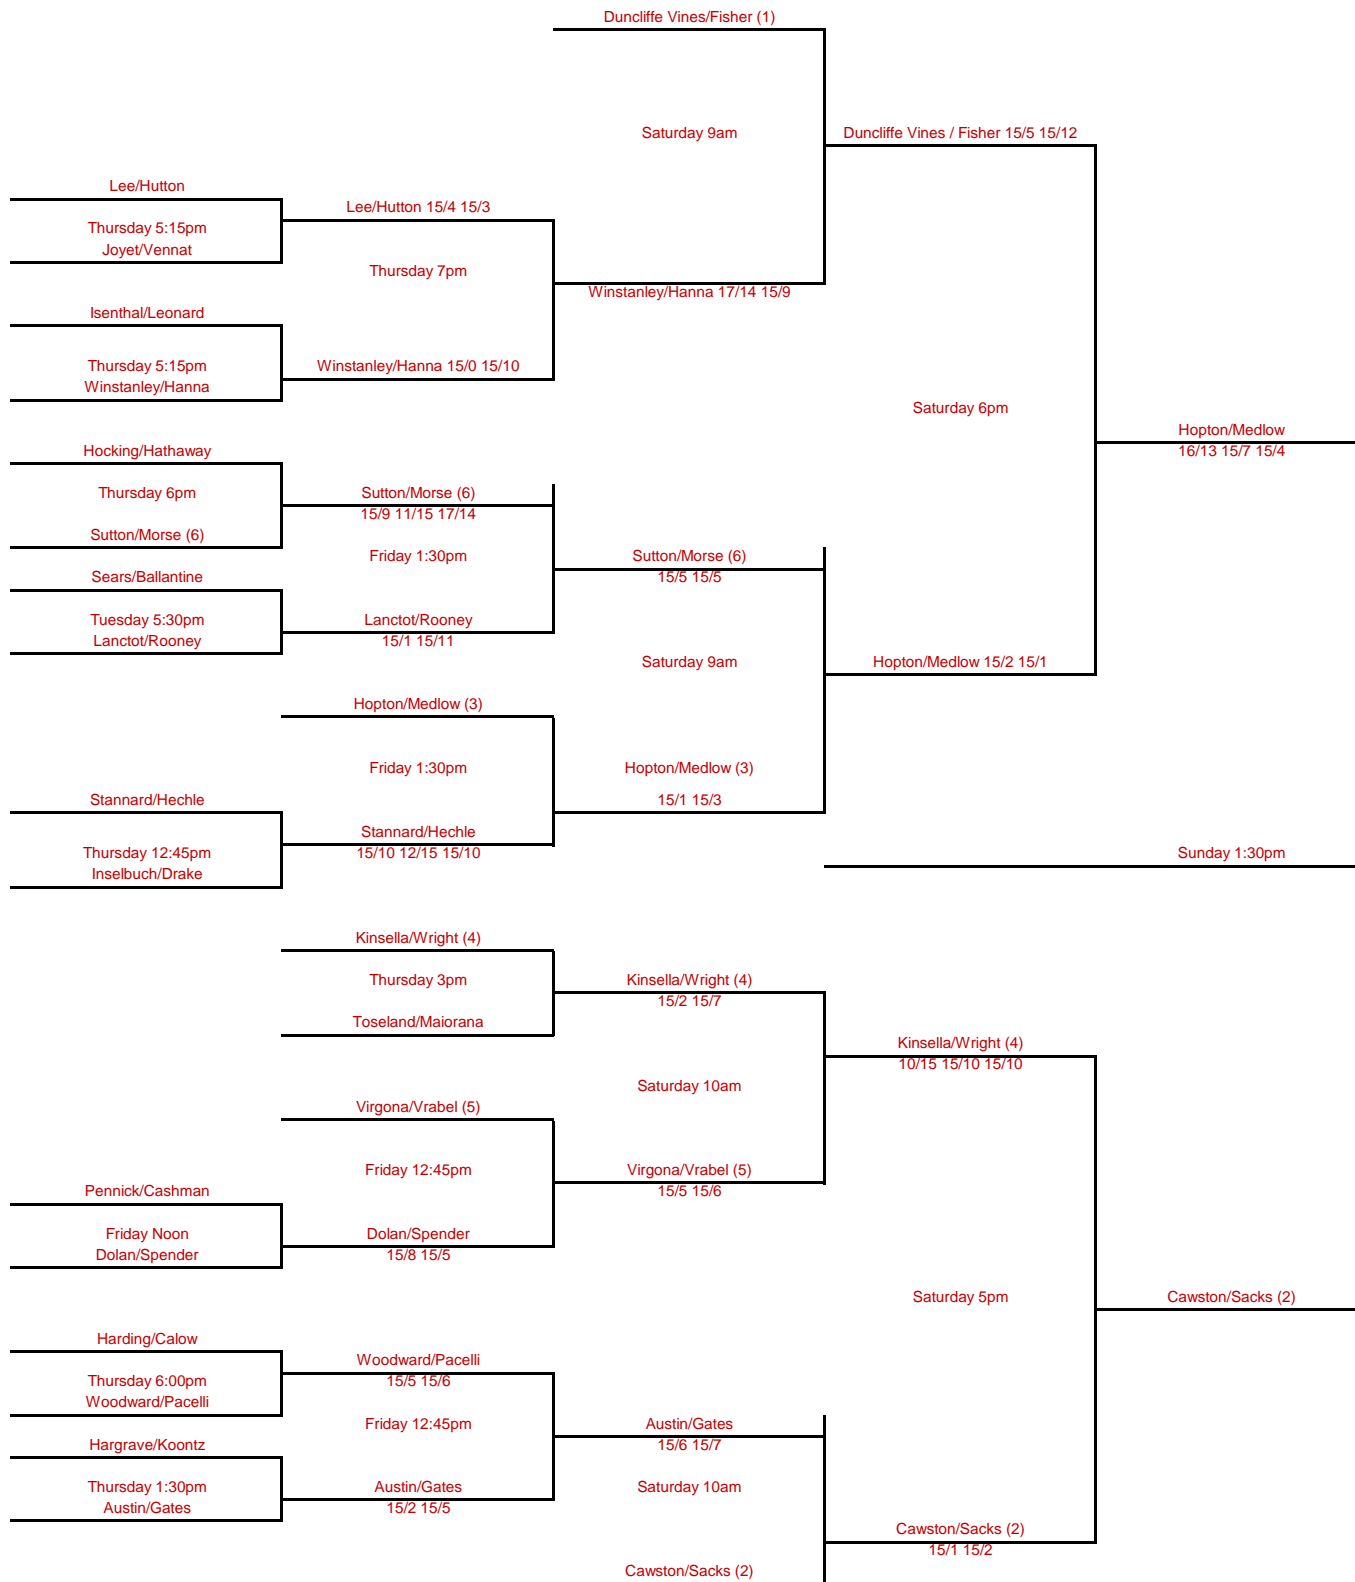 Duncliffe Vines/Fisher (1)
Saturday 9am
Duncliffe Vines / Fisher 15/5 15/12
Lee/Hutton
Lee/Hutton 15/4 15/3
Thursday 5:15pm
Joyet/Vennat
Thursday 7pm
Winstanley/Hanna 17/14 15/9
Isenthal/Leonard
Thursday 5:15pm
Winstanley/Hanna 15/0 15/10
Winstanley/Hanna
Saturday 6pm
Hopton/Medlow
16/13 15/7 15/4
Hocking/Hathaway
Thursday 6pm
Sutton/Morse (6)
15/9 11/15 17/14
Sutton/Morse (6)
Friday 1:30pm
Sutton/Morse (6)
15/5 15/5
Sears/Ballantine
Tuesday 5:30pm
Lanctot/Rooney
Lanctot/Rooney
15/1 15/11
Saturday 9am
Hopton/Medlow 15/2 15/1
Hopton/Medlow (3)
Friday 1:30pm
Hopton/Medlow (3)
15/1 15/3
Stannard/Hechle
Stannard/Hechle
15/10 12/15 15/10
Thursday 12:45pm
Inselbuch/Drake
Sunday 1:30pm
Kinsella/Wright (4)
Thursday 3pm
Kinsella/Wright (4)
15/2 15/7
Toseland/Maiorana
Kinsella/Wright (4)
10/15 15/10 15/10
Saturday 10am
Virgona/Vrabel (5)
Friday 12:45pm
Virgona/Vrabel (5)
15/5 15/6
Pennick/Cashman
Friday Noon
Dolan/Spender
Dolan/Spender
15/8 15/5
Saturday 5pm
Cawston/Sacks (2)
Harding/Calow
Woodward/Pacelli
15/5 15/6
Thursday 6:00pm
Woodward/Pacelli
Friday 12:45pm
Austin/Gates
15/6 15/7
Hargrave/Koontz
Thursday 1:30pm
Austin/Gates
Austin/Gates
15/2 15/5
Saturday 10am
Cawston/Sacks (2)
15/1 15/2
Cawston/Sacks (2)